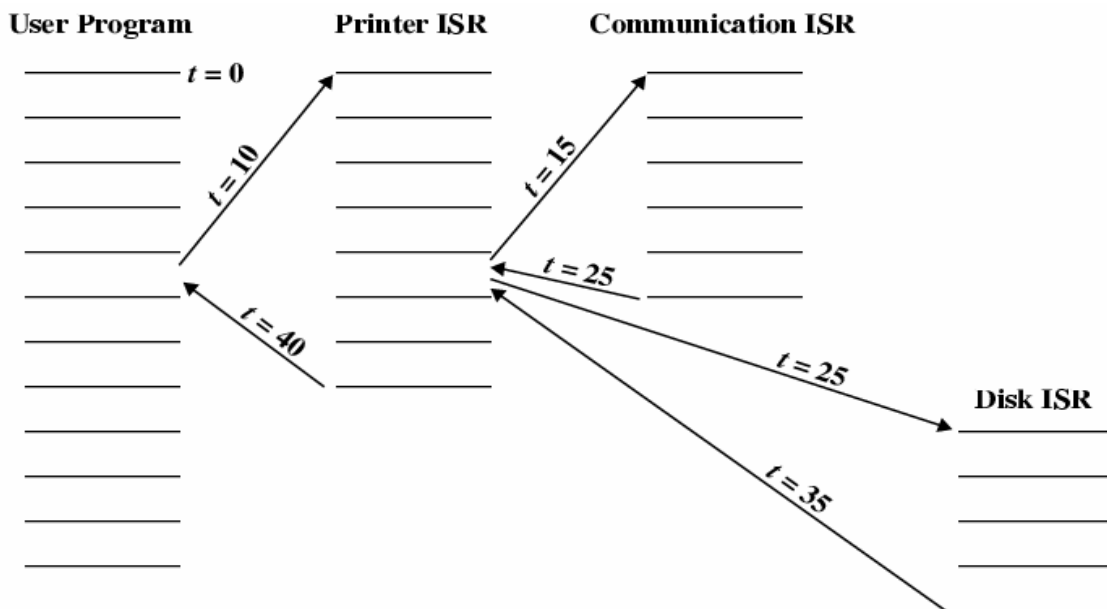 User Program
Printer ISR
Communication ISR
t = 0
t = 10
t = 15
t = 25
t = 40
t = 25
Disk ISR
t = 35